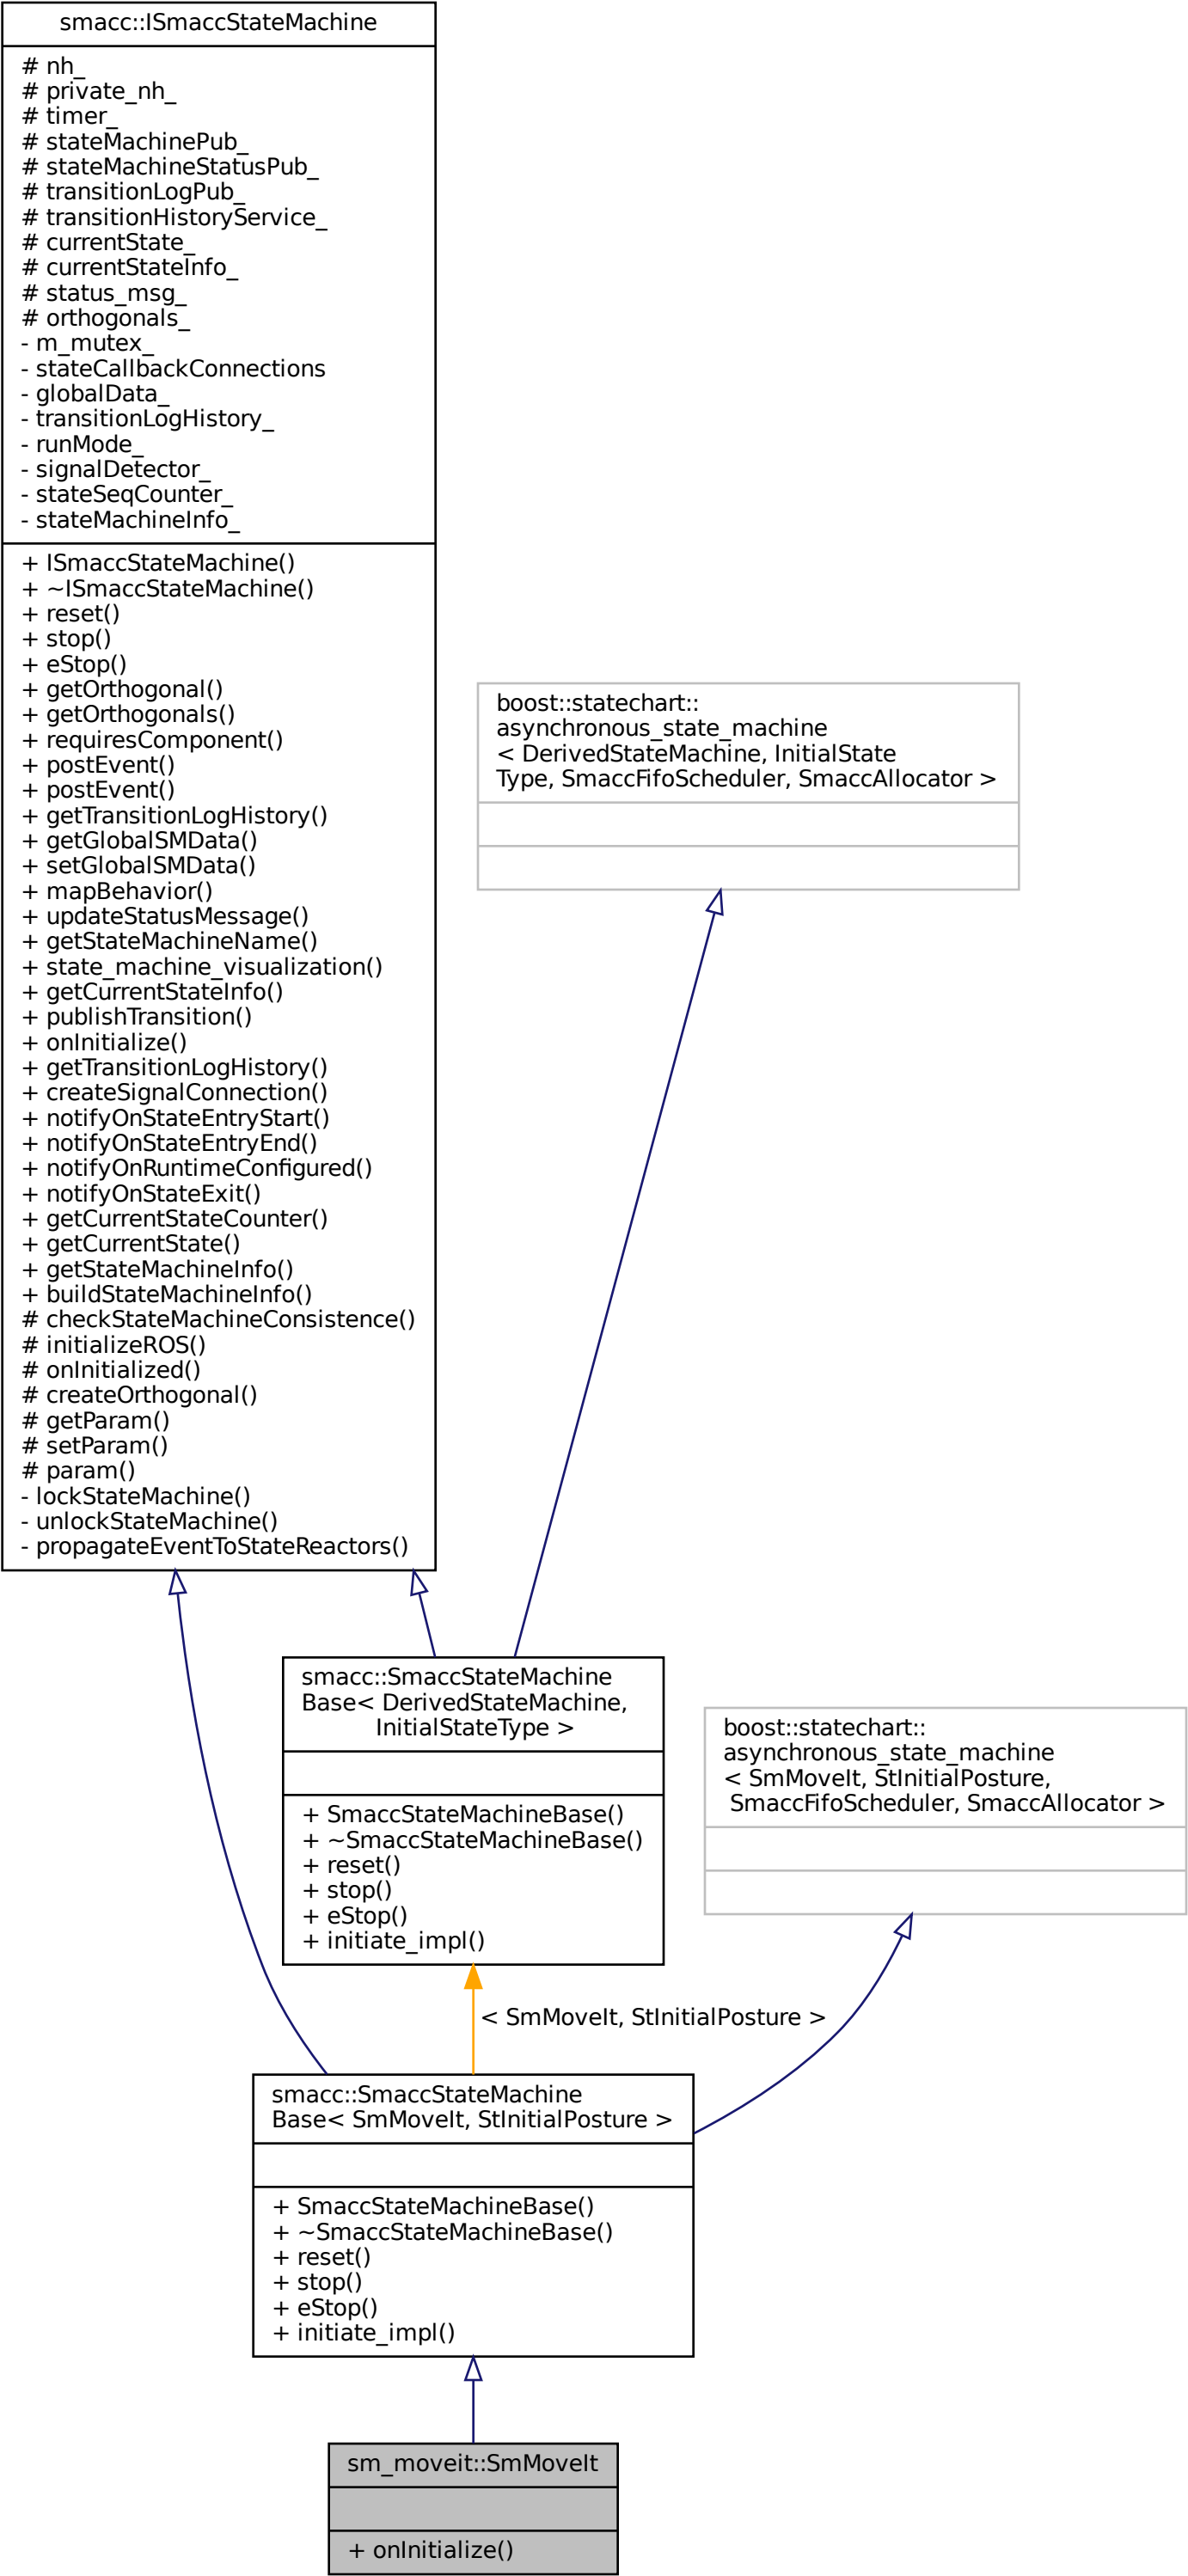 smacc::ISmaccStateMachine
# nh_
# private_nh_
# timer_
# stateMachinePub_
# stateMachineStatusPub_
# transitionLogPub_
# transitionHistoryService_
# currentState_
# currentStateInfo_
# status_msg_
# orthogonals_
- m_mutex_
- stateCallbackConnections
- globalData_
- transitionLogHistory_
- runMode_
- signalDetector_
- stateSeqCounter_
- stateMachineInfo_
+ ISmaccStateMachine()
+ ~ISmaccStateMachine()
+ reset()
+ stop()
+ eStop()
+ getOrthogonal()
+ getOrthogonals()
+ requiresComponent()
+ postEvent()
+ postEvent()
+ getTransitionLogHistory()
+ getGlobalSMData()
+ setGlobalSMData()
+ mapBehavior()
+ updateStatusMessage()
+ getStateMachineName()
+ state_machine_visualization()
+ getCurrentStateInfo()
+ publishTransition()
+ onInitialize()
+ getTransitionLogHistory()
+ createSignalConnection()
+ notifyOnStateEntryStart()
+ notifyOnStateEntryEnd()
+ notifyOnRuntimeConfigured()
+ notifyOnStateExit()
+ getCurrentStateCounter()
+ getCurrentState()
+ getStateMachineInfo()
+ buildStateMachineInfo()
# checkStateMachineConsistence()
# initializeROS()
# onInitialized()
# createOrthogonal()
# getParam()
# setParam()
# param()
- lockStateMachine()
- unlockStateMachine()
- propagateEventToStateReactors()
boost::statechart::
asynchronous_state_machine
< DerivedStateMachine, InitialState
Type, SmaccFifoScheduler, SmaccAllocator >
smacc::SmaccStateMachine
Base< DerivedStateMachine,
InitialStateType >
+ SmaccStateMachineBase()
+ ~SmaccStateMachineBase()
+ reset()
+ stop()
+ eStop()
+ initiate_impl()
boost::statechart::
asynchronous_state_machine
< SmMoveIt, StInitialPosture,
SmaccFifoScheduler, SmaccAllocator >
< SmMoveIt, StInitialPosture >
smacc::SmaccStateMachine
Base< SmMoveIt, StInitialPosture >
+ SmaccStateMachineBase()
+ ~SmaccStateMachineBase()
+ reset()
+ stop()
+ eStop()
+ initiate_impl()
sm_moveit::SmMoveIt
+ onInitialize()